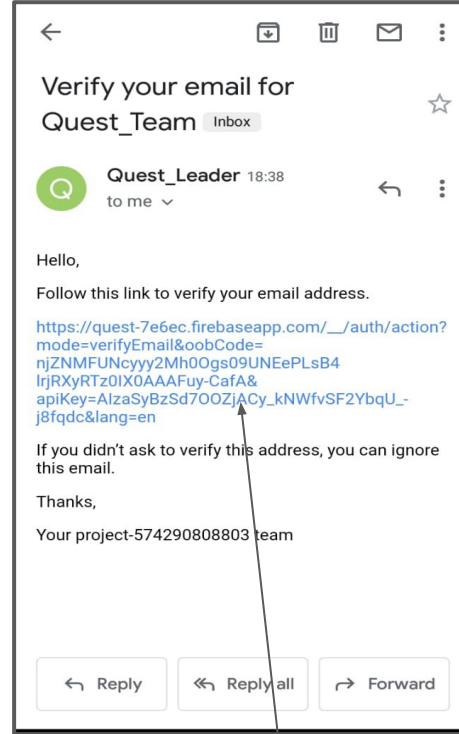 Verify your email for
Quest_Team Inbox
Quest_Leader 18:38
to me
Q
Hello,
Follow this link to verify your email address.
https://quest-7e6ec.firebaseapp.com/__/auth/action?
mode=verifyEmail&oobCode=
njZNMFUNcyyy2Mh0Ogs09UNEePLsB4
lrjRXyRTz0IX0AAAFuy-CafA&
apiKey=AIzaSyBzSd7OOZjACy_kNWfvSF2YbqU_-
j8fqdc&lang=en
If you didn’t ask to verify this address, you can ignore
this email.
Thanks,
Your project-574290808803 team
Reply Reply all Forward